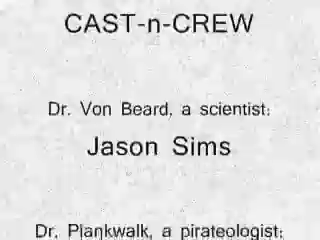 CAST-n-CREW
Dr. Von Beard, a scientist:
Jason Sims
Dr. Plankwalk, a pirateologist: